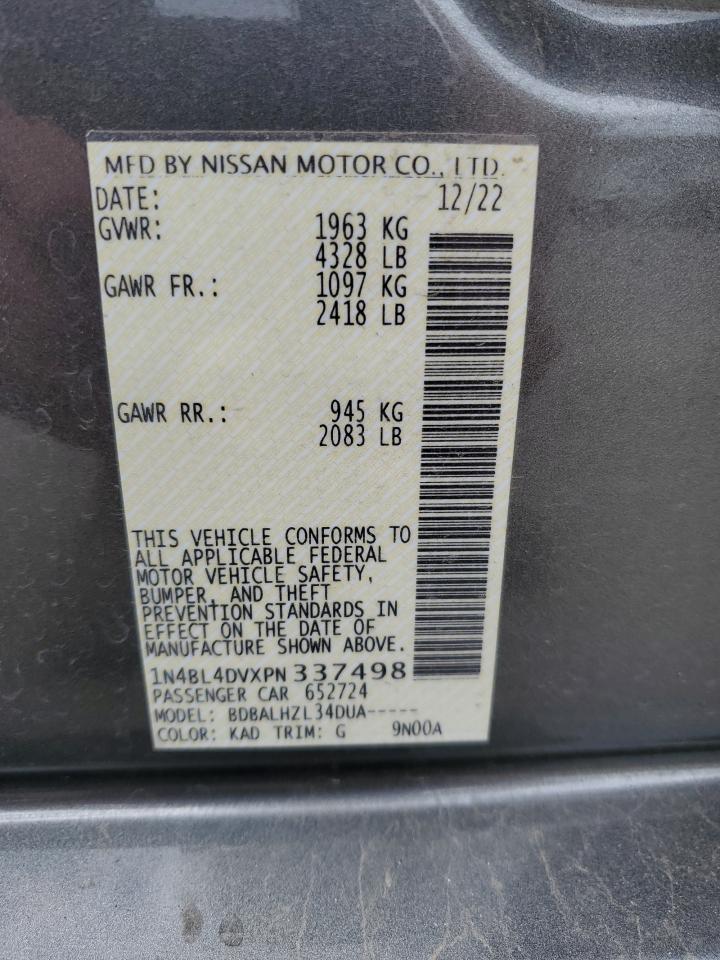 MFD BY NISSAN MOTOR CO., LTD.
DATE: 12/22
GVWR: 1963 KG
4328 LB
GAWR FR.: 1097 KG
2418 LB
GAWR RR.: 945 KG
2083 LB
THIS VEHICLE CONFORMS TO
ALL APPLICABLE FEDERAL
MOTOR VEHICLE SAFETY,
BUMPER, AND THEFT
PREVENTION STANDARDS IN
EFFECT ON THE DATE OF
MANUFACTURE SHOWN ABOVE.
1N4BL4DVXPN337498
PASSENGER CAR 652724
MODEL: BDBALHZL34DUA-----
COLOR: KAD TRIM: G 9N00A